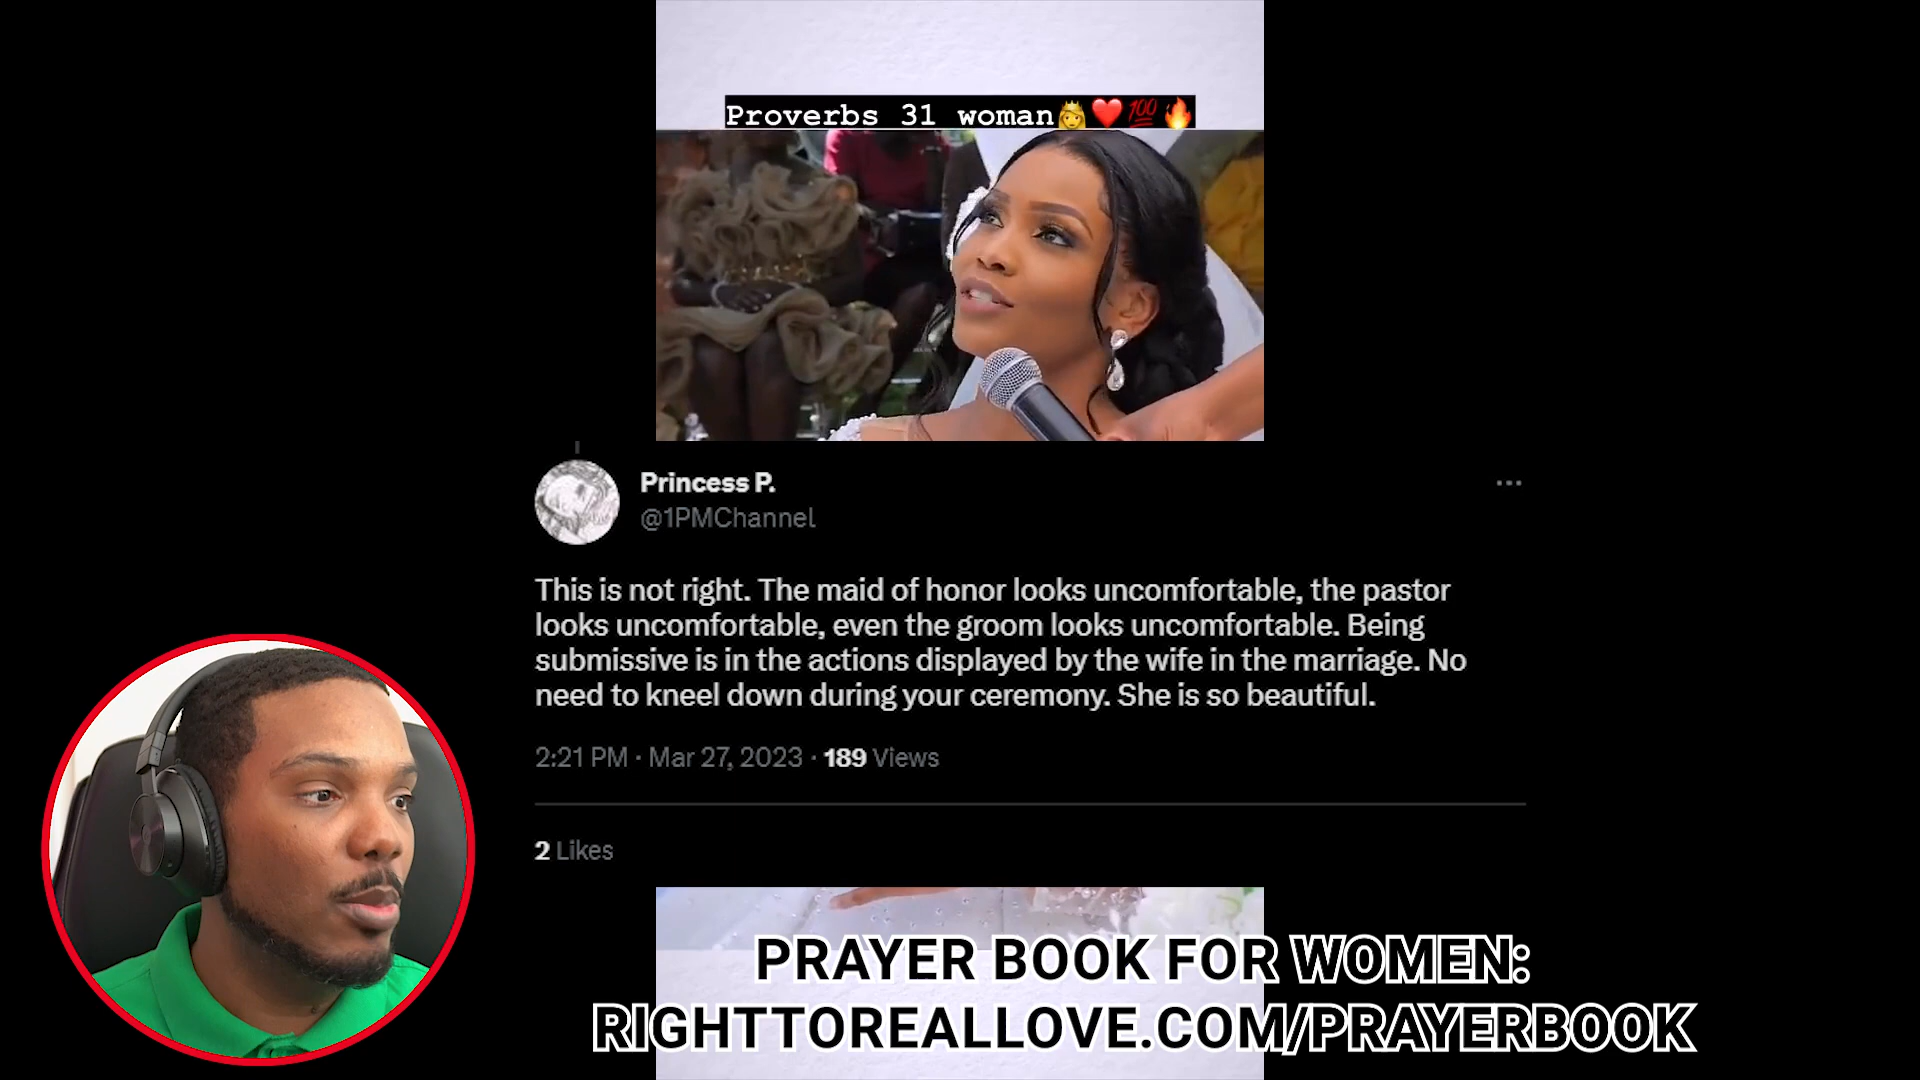 Proverbs 31 woman👸❤️💯🔥
Princess P.
@1PMChannel
This is not right. The maid of honor looks uncomfortable, the pastor
looks uncomfortable, even the groom looks uncomfortable. Being
submissive is in the actions displayed by the wife in the marriage. No
need to kneel down during your ceremony. She is so beautiful.
2:21 PM · Mar 27, 2023 · 189 Views
2 Likes
PRAYER BOOK FOR WOMEN:
RIGHTTOREALLOVE.COM/PRAYERBOOK